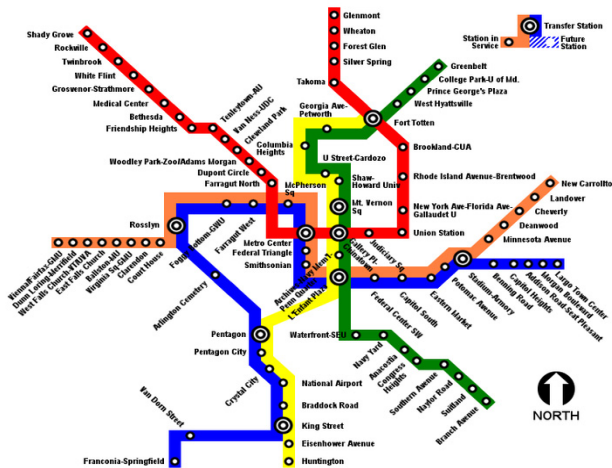 Glenmont
Wheaton
Forest Glen
Silver Spring
Takoma
Transfer Station
Station in
Service
Future
Station
Shady Grove
Rockville
Twinbrook
White Flint
Grosvenor-Strathmore
Medical Center
Bethesda
Friendship Heights
Tenleytown-AU
Van Ness-UDC
Cleveland Park
Woodley Park-Zoo/Adams Morgan
Dupont Circle
Farragut North
Greenbelt
College Park-U of Md.
Prince George's Plaza
West Hyattsville
Georgia Ave-
Petworth
Fort Totten
Columbia
Heights
U Street-Cardozo
Shaw-
Howard Univ
Mt. Vernon
Sq
Brookland-CUA
Rhode Island Avenue-Brentwood
New York Ave-Florida Ave-
Gallaudet U
Union Station
McPherson
Sq
Metro Center
Federal Triangle
Smithsonian
Gallery Pl.
Chinatown
Judiciary Sq
L'Enfant Plaza
Rosslyn
Foggy Bottom-GWU
Farragut West
Vienna/Fairfax-GMU
Dunn Loring-Merrifield
West Falls Church-VT/UVA
East Falls Church
Ballston-MU
Virginia Sq-GMU
Clarendon
Court house
Arlington Cemetery
New Carrollto
Landover
Cheverly
Deanwood
Minnesota Avenue
Stadium-Armory
Potomac Avenue
Eastern Market
Capitol South
Federal Center SW
Benning Road
Capitol Heights
Addison Road-Seat Pleasant
Morgan Boulevard
Largo Town Center
Pentagon
Pentagon City
Crystal City
National Airport
Braddock Road
King Street
Eisenhower Avenue
Huntington
Van Dorn Street
Franconia-Springfield
Waterfront-SEU
Navy Yard
Anacostia
Congress
Heights
Southern Avenue
Naylor Road
Suitland
Branch Avenue
NORTH